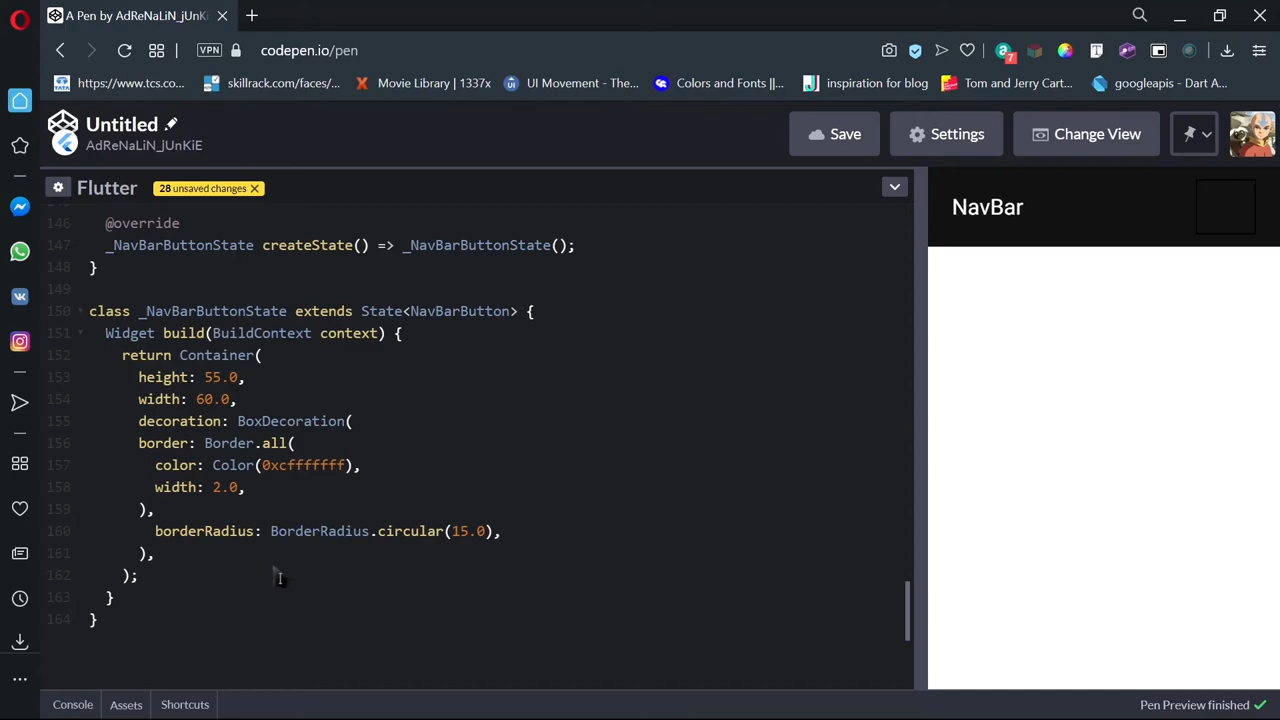 A Pen by AdReNaLiN_jUnKi
VPN
codepen.io/pen
7
https://www.tcs.co...
skillrack.com/faces/...
Movie Library | 1337x
UI Movement - The...
Colors and Fonts ||...
inspiration for blog
Tom and Jerry Cart...
googleapis - Dart A...
Untitled
AdReNaLiN_jUnKiE
Save
Settings
Change View
Flutter
28 unsaved changes
NavBar
146 @override
147 _NavBarButtonState createState() => _NavBarButtonState();
148 }
149
150 class _NavBarButtonState extends State<NavBarButton> {
151 Widget build(BuildContext context) {
152 return Container(
153 height: 55.0,
154 width: 60.0,
155 decoration: BoxDecoration(
156 border: Border.all(
157 color: Color(0xcfffffff),
158 width: 2.0,
159 ),
160 borderRadius: BorderRadius.circular(15.0),
161 ),
162 );
163 }
164 }
Console
Assets
Shortcuts
Pen Preview finished